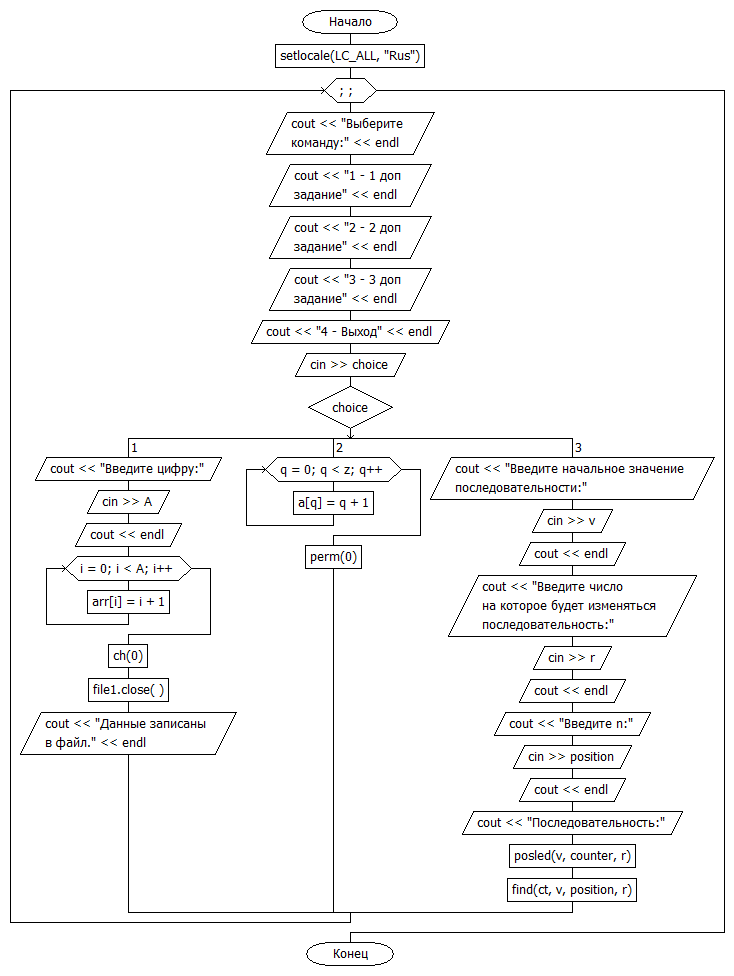 Начало
setlocale(LC_ALL, "Rus")
; ;
cout << "Выберите
команду:" << endl
cout << "1 - 1 доп
задание" << endl
cout << "2 - 2 доп
задание" << endl
cout << "3 - 3 доп
задание" << endl
cout << "4 - Выход" << endl
cin >> choice
choice
1
cout << "Введите цифру:"
cin >> A
cout << endl
i = 0; i < A; i++
arr[i] = i + 1
ch(0)
file1.close( )
cout << "Данные записаны
в файл." << endl
2
q = 0; q < z; q++
a[q] = q + 1
perm(0)
3
cout << "Введите начальное значение
последовательности:"
cin >> v
cout << endl
cout << "Введите число
на которое будет изменяться
последовательность:"
cin >> r
cout << endl
cout << "Введите n:"
cin >> position
cout << endl
cout << "Последовательность:"
posled(v, counter, r)
find(ct, v, position, r)
Конец